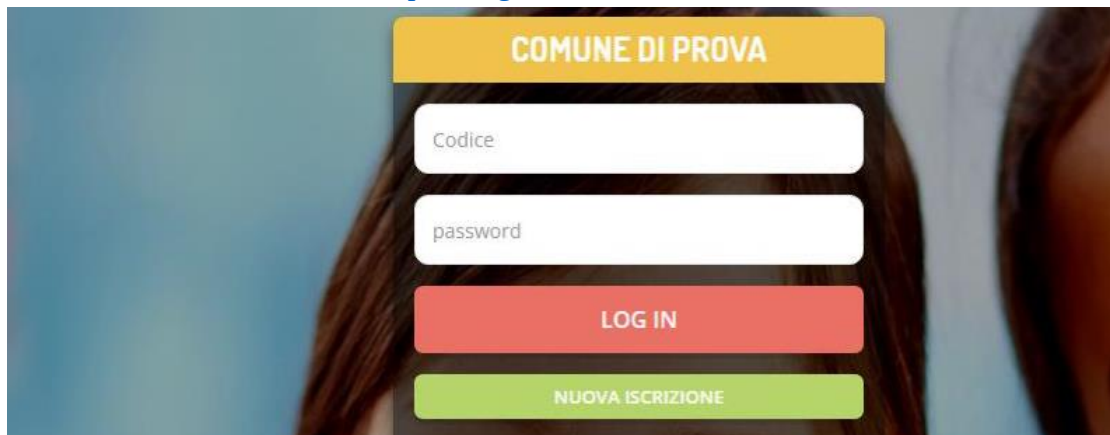 COMUNE DI PROVA
Codice
password
LOG IN
NUOVA ISCRIZIONE